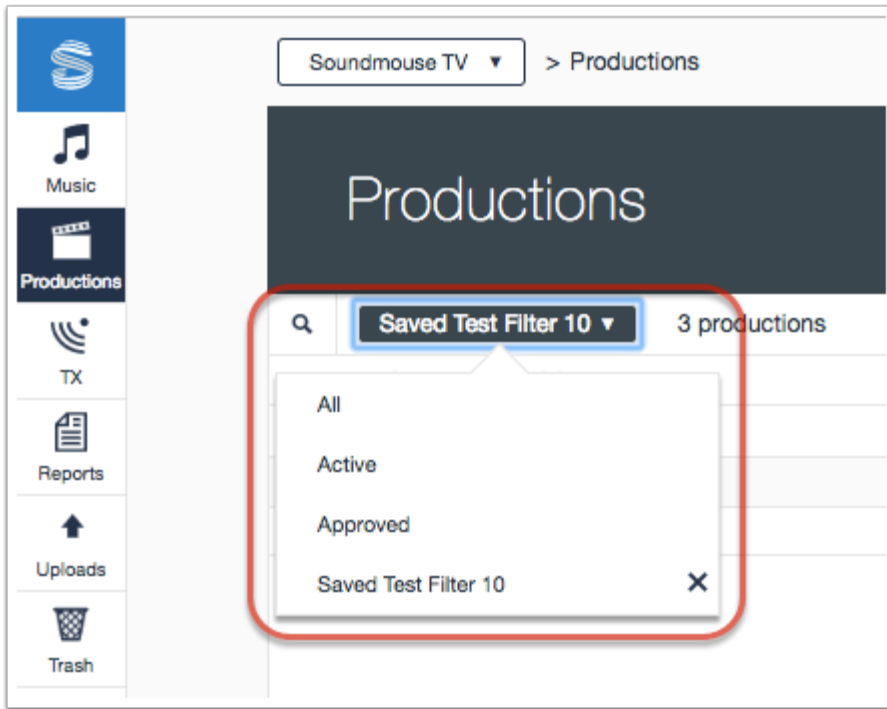 Soundmouse TV ▼ > Productions
Music
Productions
Productions
TX
Reports
Uploads
Trash
Saved Test Filter 10 ▼ 3 productions
All
Active
Approved
Saved Test Filter 10 ✕